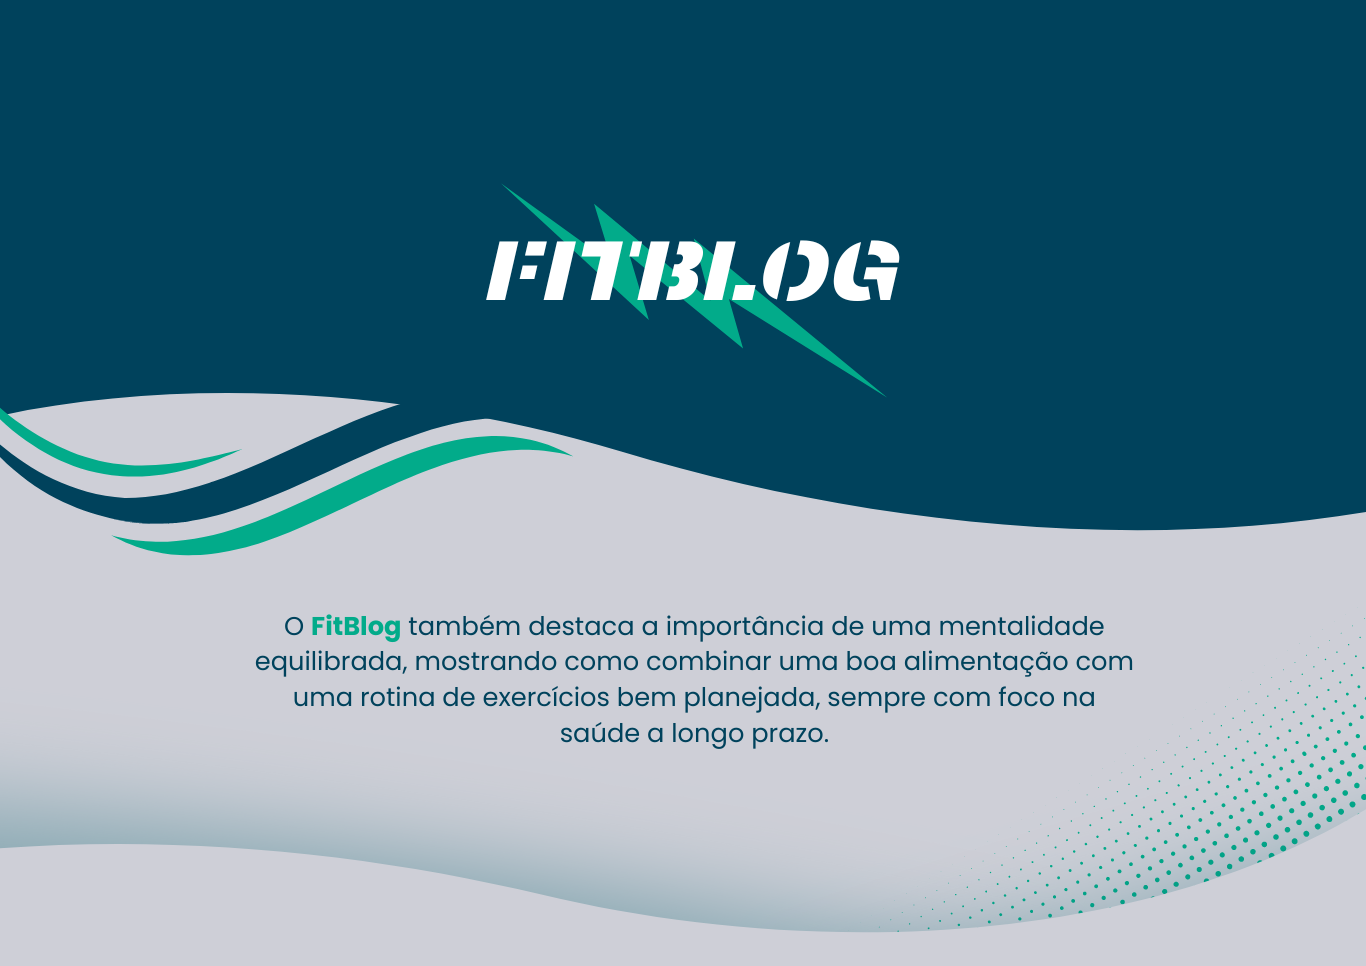 FITBLOG
O FitBlog também destaca a importância de uma mentalidade
equilibrada, mostrando como combinar uma boa alimentação com
uma rotina de exercícios bem planejada, sempre com foco na
saúde a longo prazo.